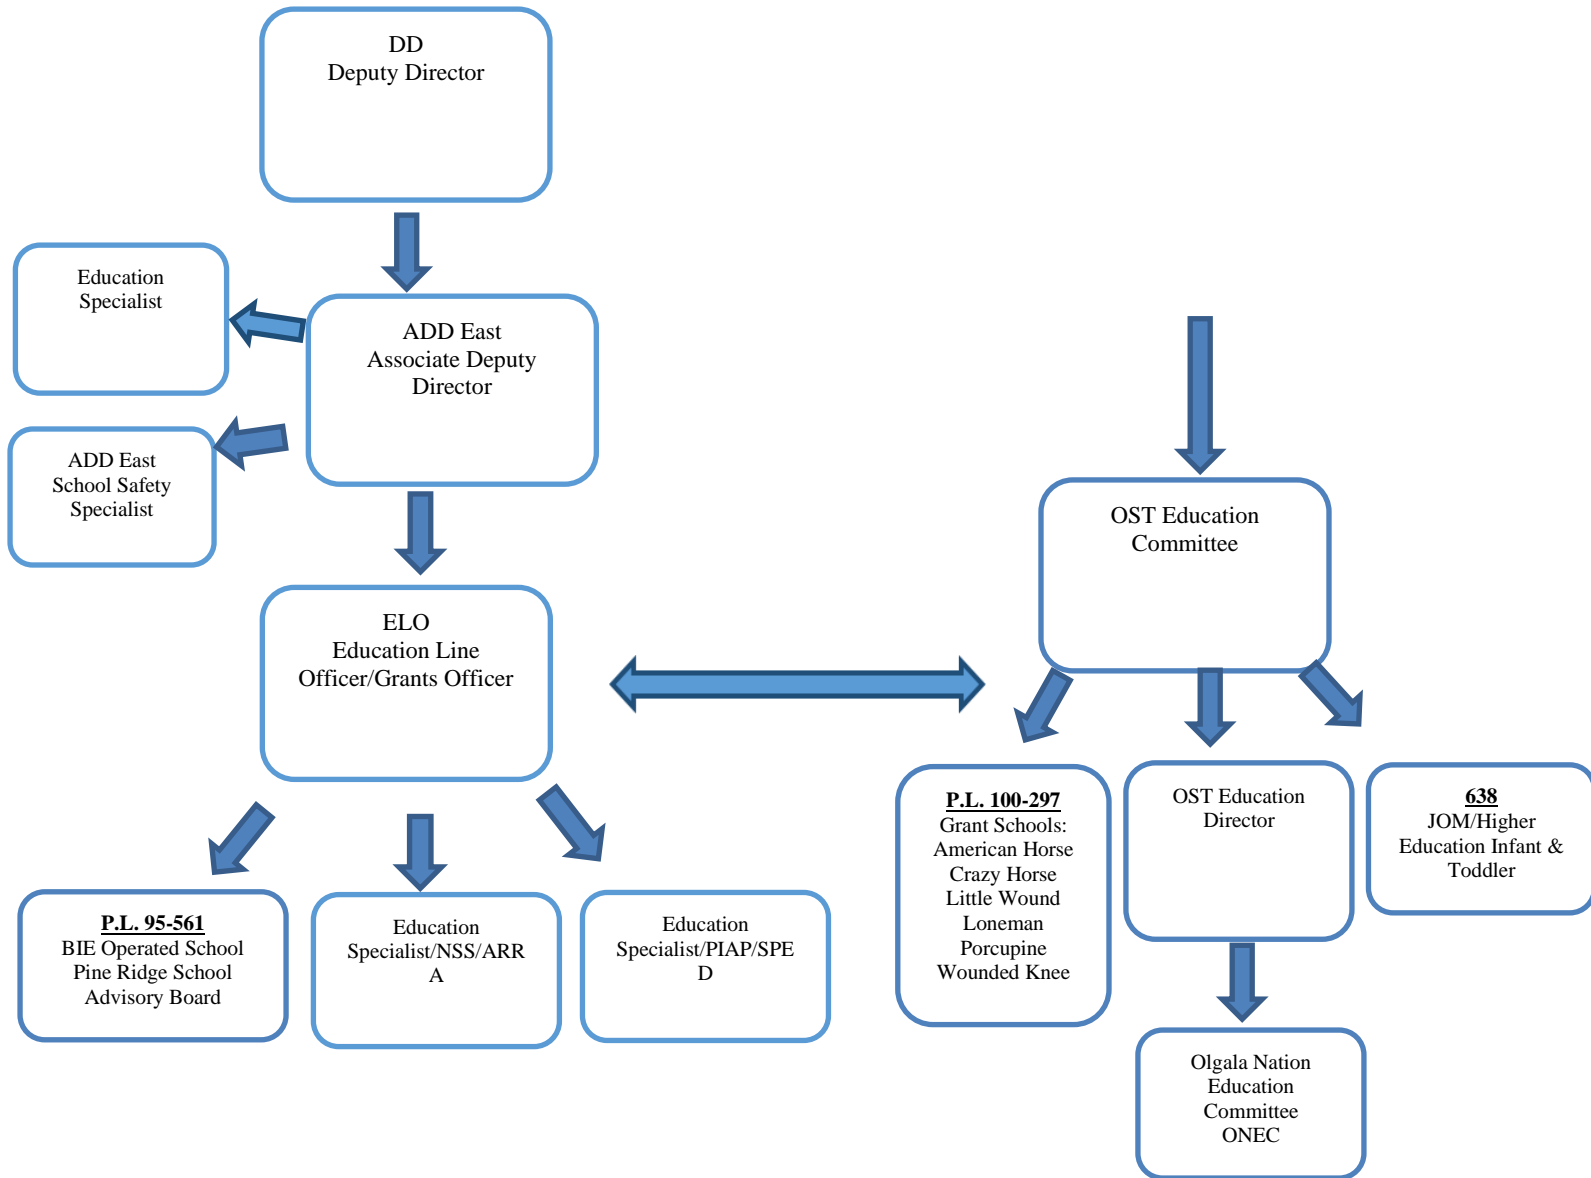 DD
Deputy Director
Education
Specialist
ADD East
Associate Deputy
Director
ADD East
School Safety
Specialist
OST Education
Committee
ELO
Education Line
Officer/Grants Officer
P.L. 95-561
BIE Operated School
Pine Ridge School
Advisory Board
Education
Specialist/NSS/ARR
A
Education
Specialist/PIAP/SPE
D
P.L. 100-297
Grant Schools:
American Horse
Crazy Horse
Little Wound
Loneman
Porcupine
Wounded Knee
OST Education
Director
638
JOM/Higher
Education Infant &
Toddler
Olgala Nation
Education
Committee
ONEC